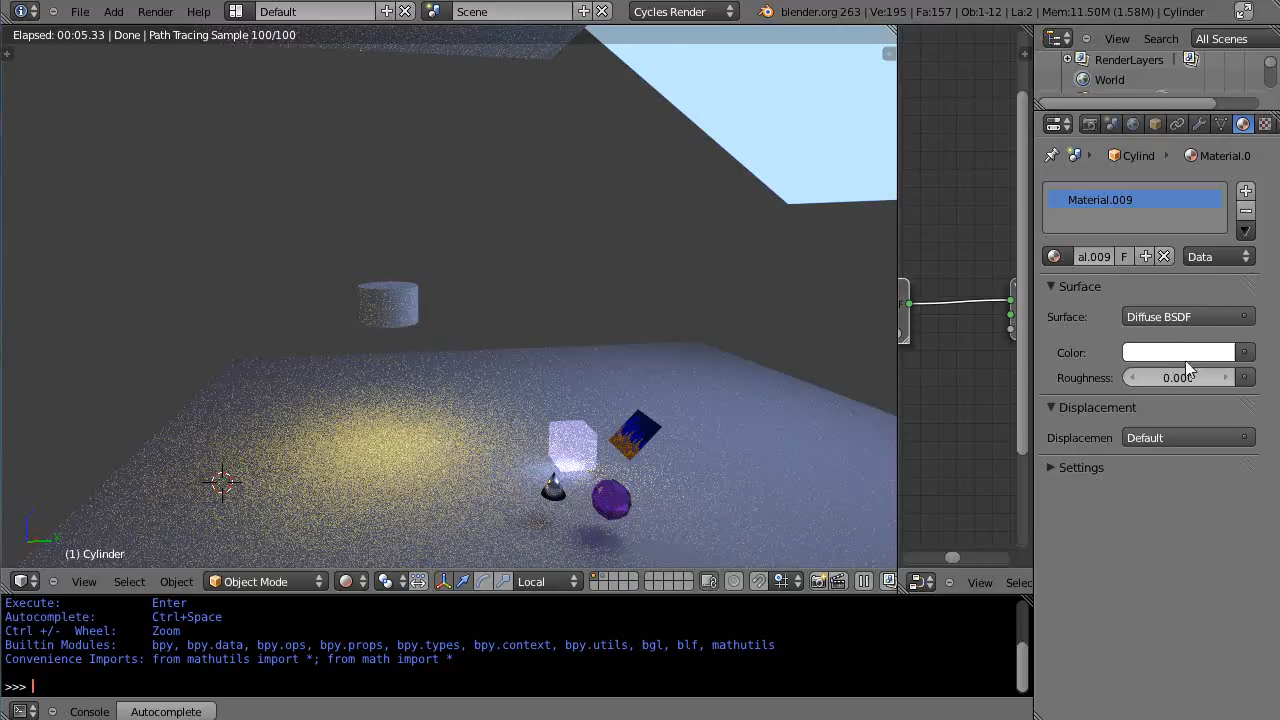 File Add Render Help Default Scene Cycles Render blender.org 263 | Ve:195 | Fa:157 | Ob:1-12 | La:2 | Mem:11.50M (1.58M) | Cylinder
Elapsed: 00:05.33 | Done | Path Tracing Sample 100/100
View Search All Scenes
RenderLayers
World
Cylind Material.0
Material.009
al.009 F Data
Surface
Surface: Diffuse BSDF
Color:
Roughness: 0.000
Displacement
Displacemen Default
Settings
(1) Cylinder
View Select Object Object Mode Local View Selec
Execute: Enter
Autocomplete: Ctrl+Space
Ctrl +/- Wheel: Zoom
Builtin Modules: bpy, bpy.data, bpy.ops, bpy.props, bpy.types, bpy.context, bpy.utils, bgl, blf, mathutils
Convenience Imports: from mathutils import *; from math import *
>>>
Console Autocomplete